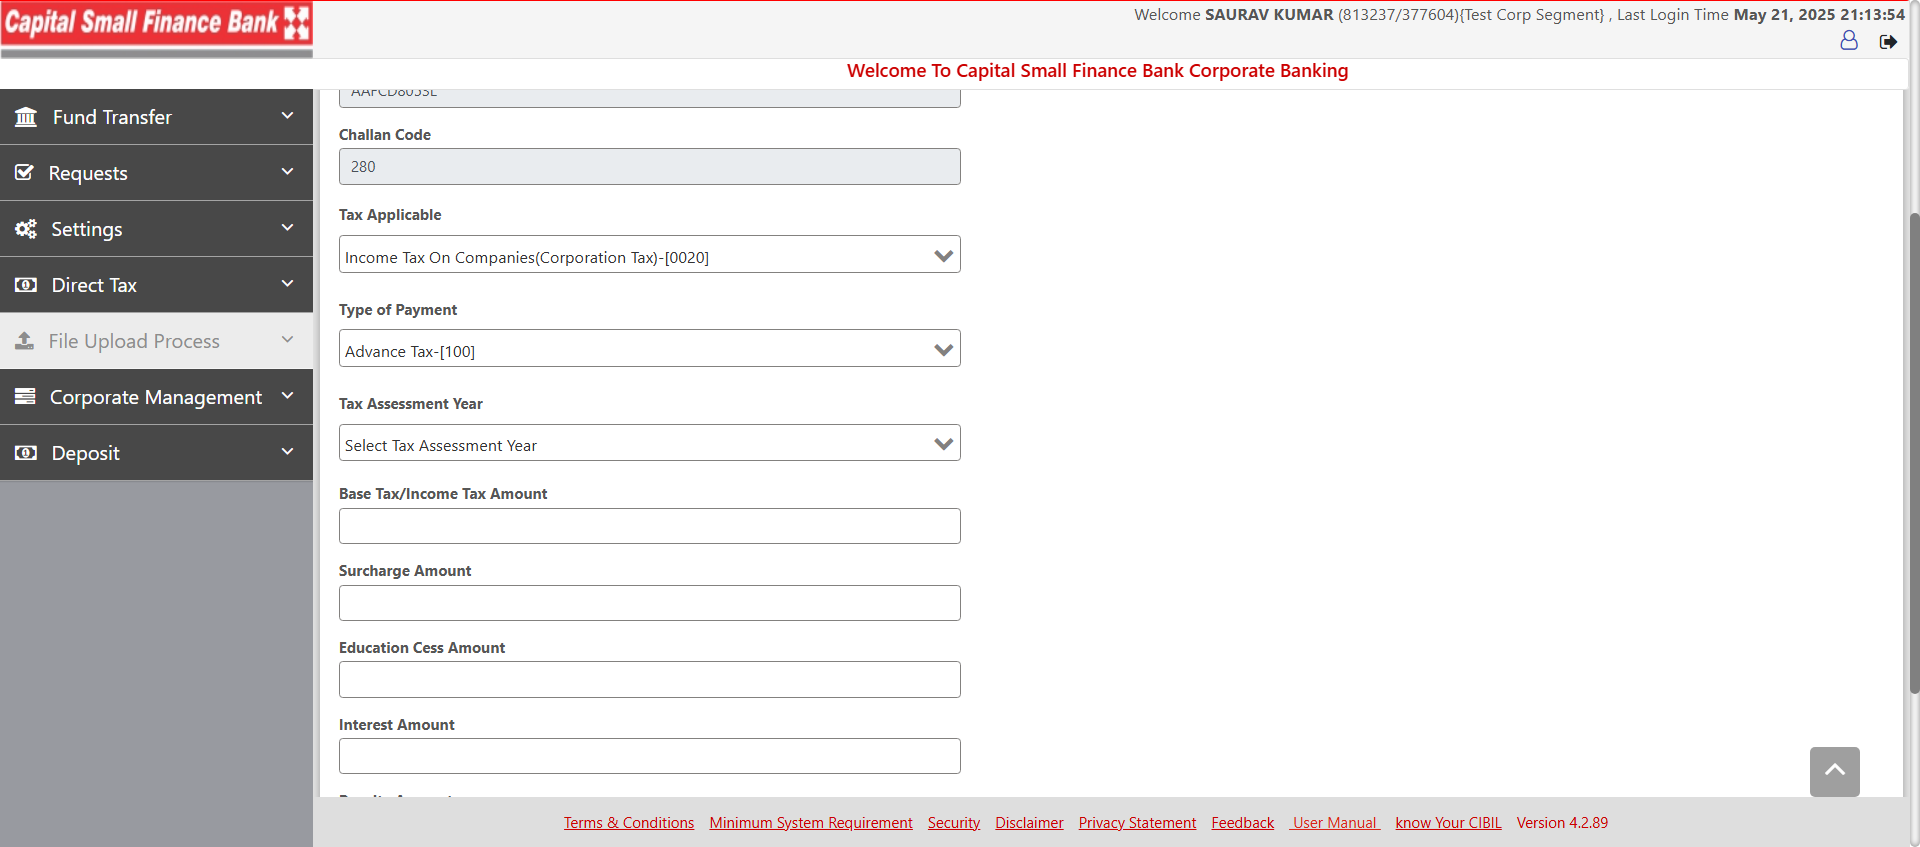 Capital Small Finance Bank
Welcome SAURAV KUMAR (813237/377604){Test Corp Segment} , Last Login Time May 21, 2025 21:13:54
Welcome To Capital Small Finance Bank Corporate Banking
Fund Transfer
Requests
Settings
Direct Tax
File Upload Process
Corporate Management
Deposit
Challan Code
280
Tax Applicable
Income Tax On Companies(Corporation Tax)-[0020]
Type of Payment
Advance Tax-[100]
Tax Assessment Year
Select Tax Assessment Year
Base Tax/Income Tax Amount
Surcharge Amount
Education Cess Amount
Interest Amount
Terms & Conditions Minimum System Requirement Security Disclaimer Privacy Statement Feedback User Manual know Your CIBIL Version 4.2.89